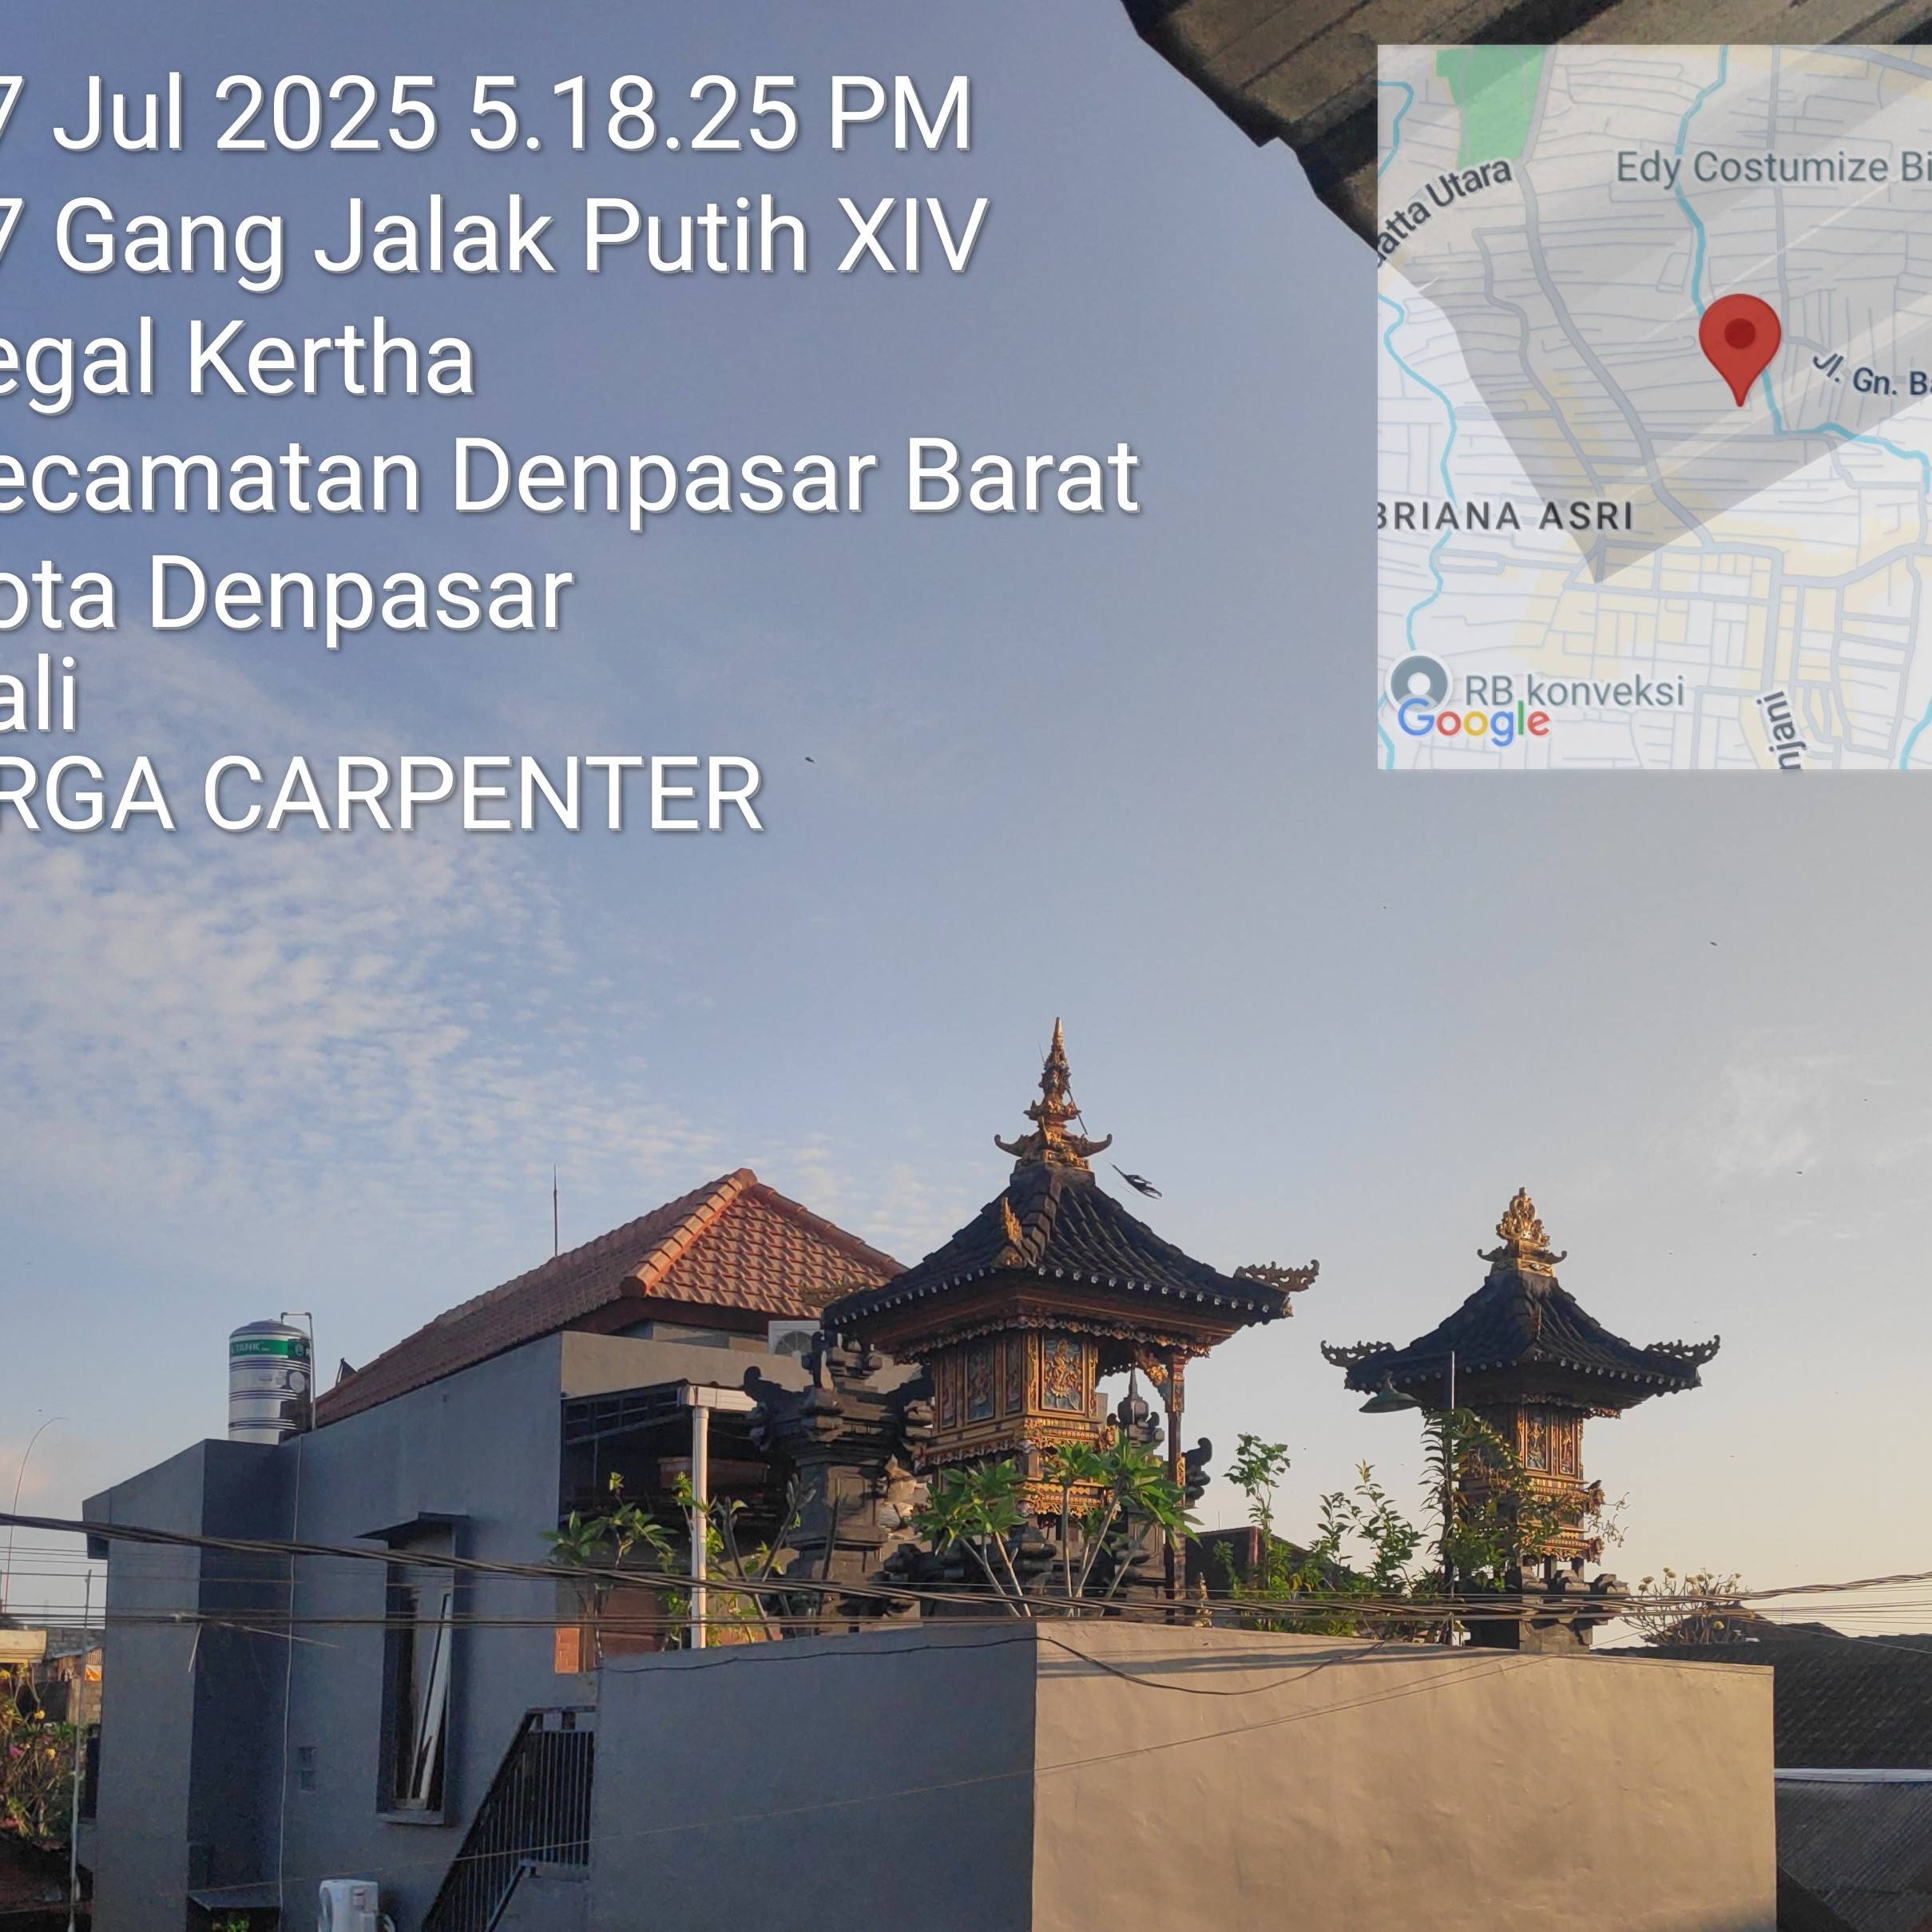 7 Jul 2025 5.18.25 PM
7 Gang Jalak Putih XIV
egal Kertha
ecamatan Denpasar Barat
ota Denpasar
ali
RGA CARPENTER
atta Utara
Edy Costumize Bi
Jl. Gn. Ba
BRIANA ASRI
RB konveksi
Google
njani
TANK